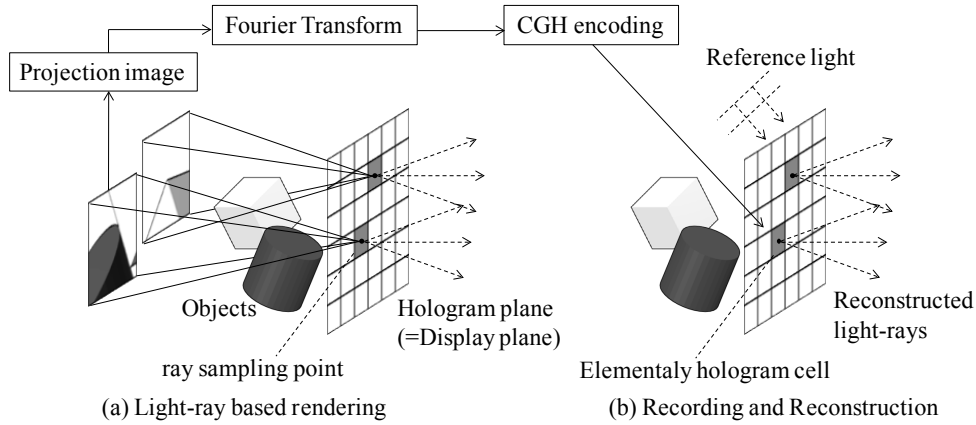 Fourier Transform
CGH encoding
Projection image
Reference light
Objects
Hologram plane
(=Display plane)
ray sampling point
Reconstructed
light-rays
Elementaly hologram cell
(a) Light-ray based rendering
(b) Recording and Reconstruction